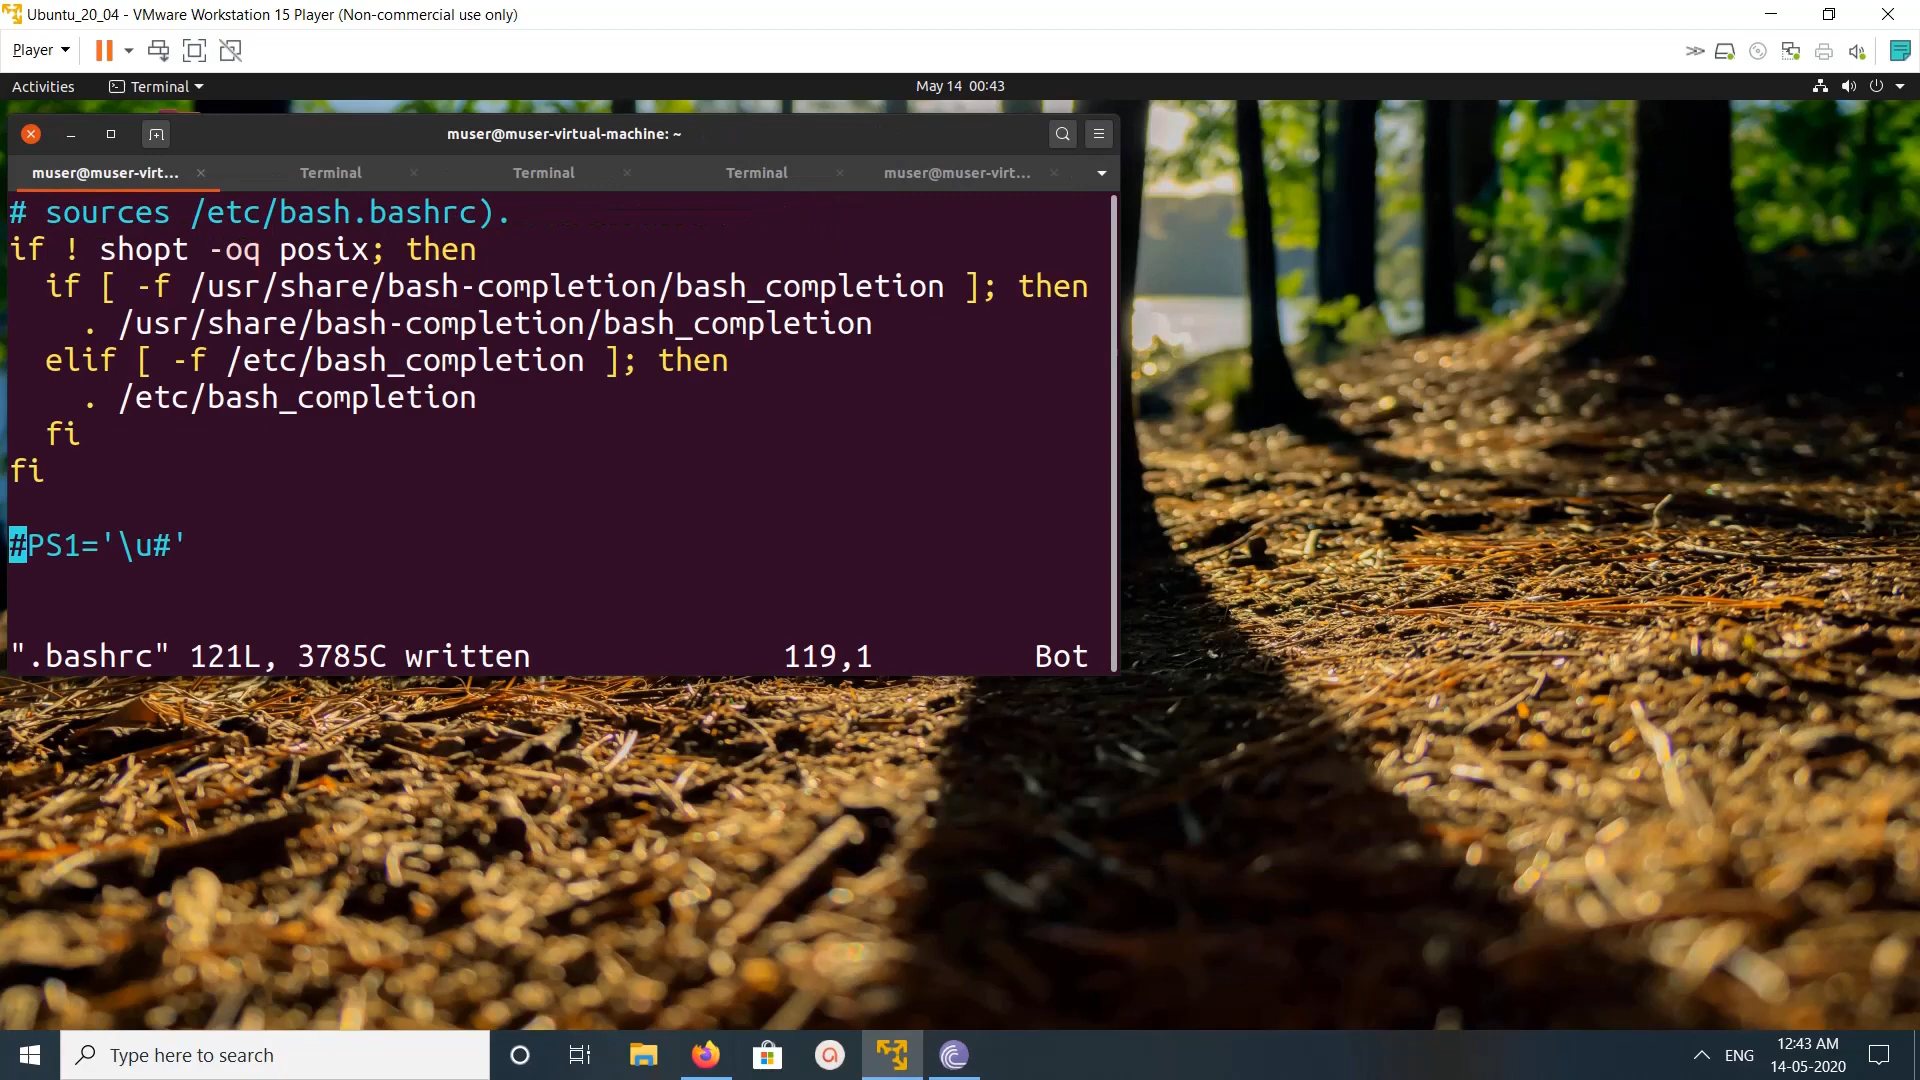 Ubuntu_20_04 - VMware Workstation 15 Player (Non-commercial use only)
Player
Activities
Terminal
May 14 00:43
muser@muser-virtual-machine: ~
muser@muser-virt...
Terminal
Terminal
Terminal
muser@muser-virt...
# sources /etc/bash.bashrc).
if ! shopt -oq posix; then
  if [ -f /usr/share/bash-completion/bash_completion ]; then
    . /usr/share/bash-completion/bash_completion
  elif [ -f /etc/bash_completion ]; then
    . /etc/bash_completion
  fi
fi
#PS1='\u#'
".bashrc" 121L, 3785C written 119,1 Bot
Type here to search
ENG
12:43 AM
14-05-2020